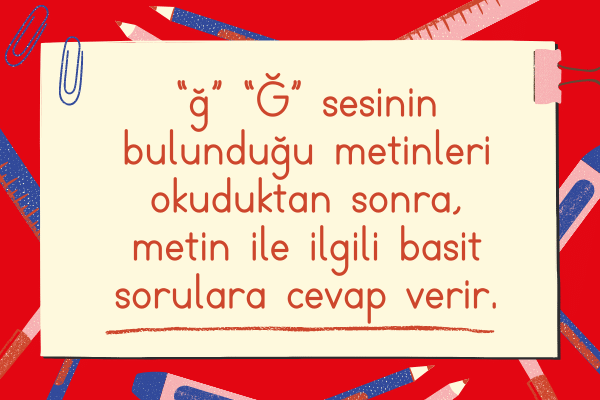 “ğ” “Ğ” sesinin
bulunduğu metinleri
okuduktan sonra,
metin ile ilgili basit
sorulara cevap verir.